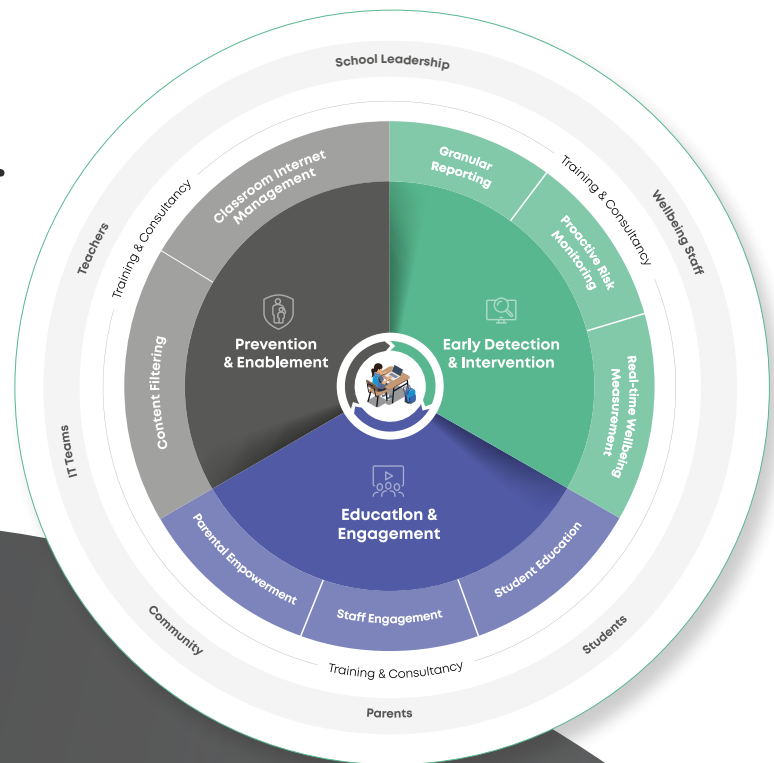 School Leadership
Teachers
Wellbeing Staff
IT Teams
Community
Parents
Students
Training & Consultancy
Training & Consultancy
Training & Consultancy
Classroom Internet
Management
Content Filtering
Granular
Reporting
Proactive Risk
Monitoring
Real-time Wellbeing
Measurement
Prevention
& Enablement
Early Detection
& Intervention
Education &
Engagement
Parental Empowerment
Staff Engagement
Student Education